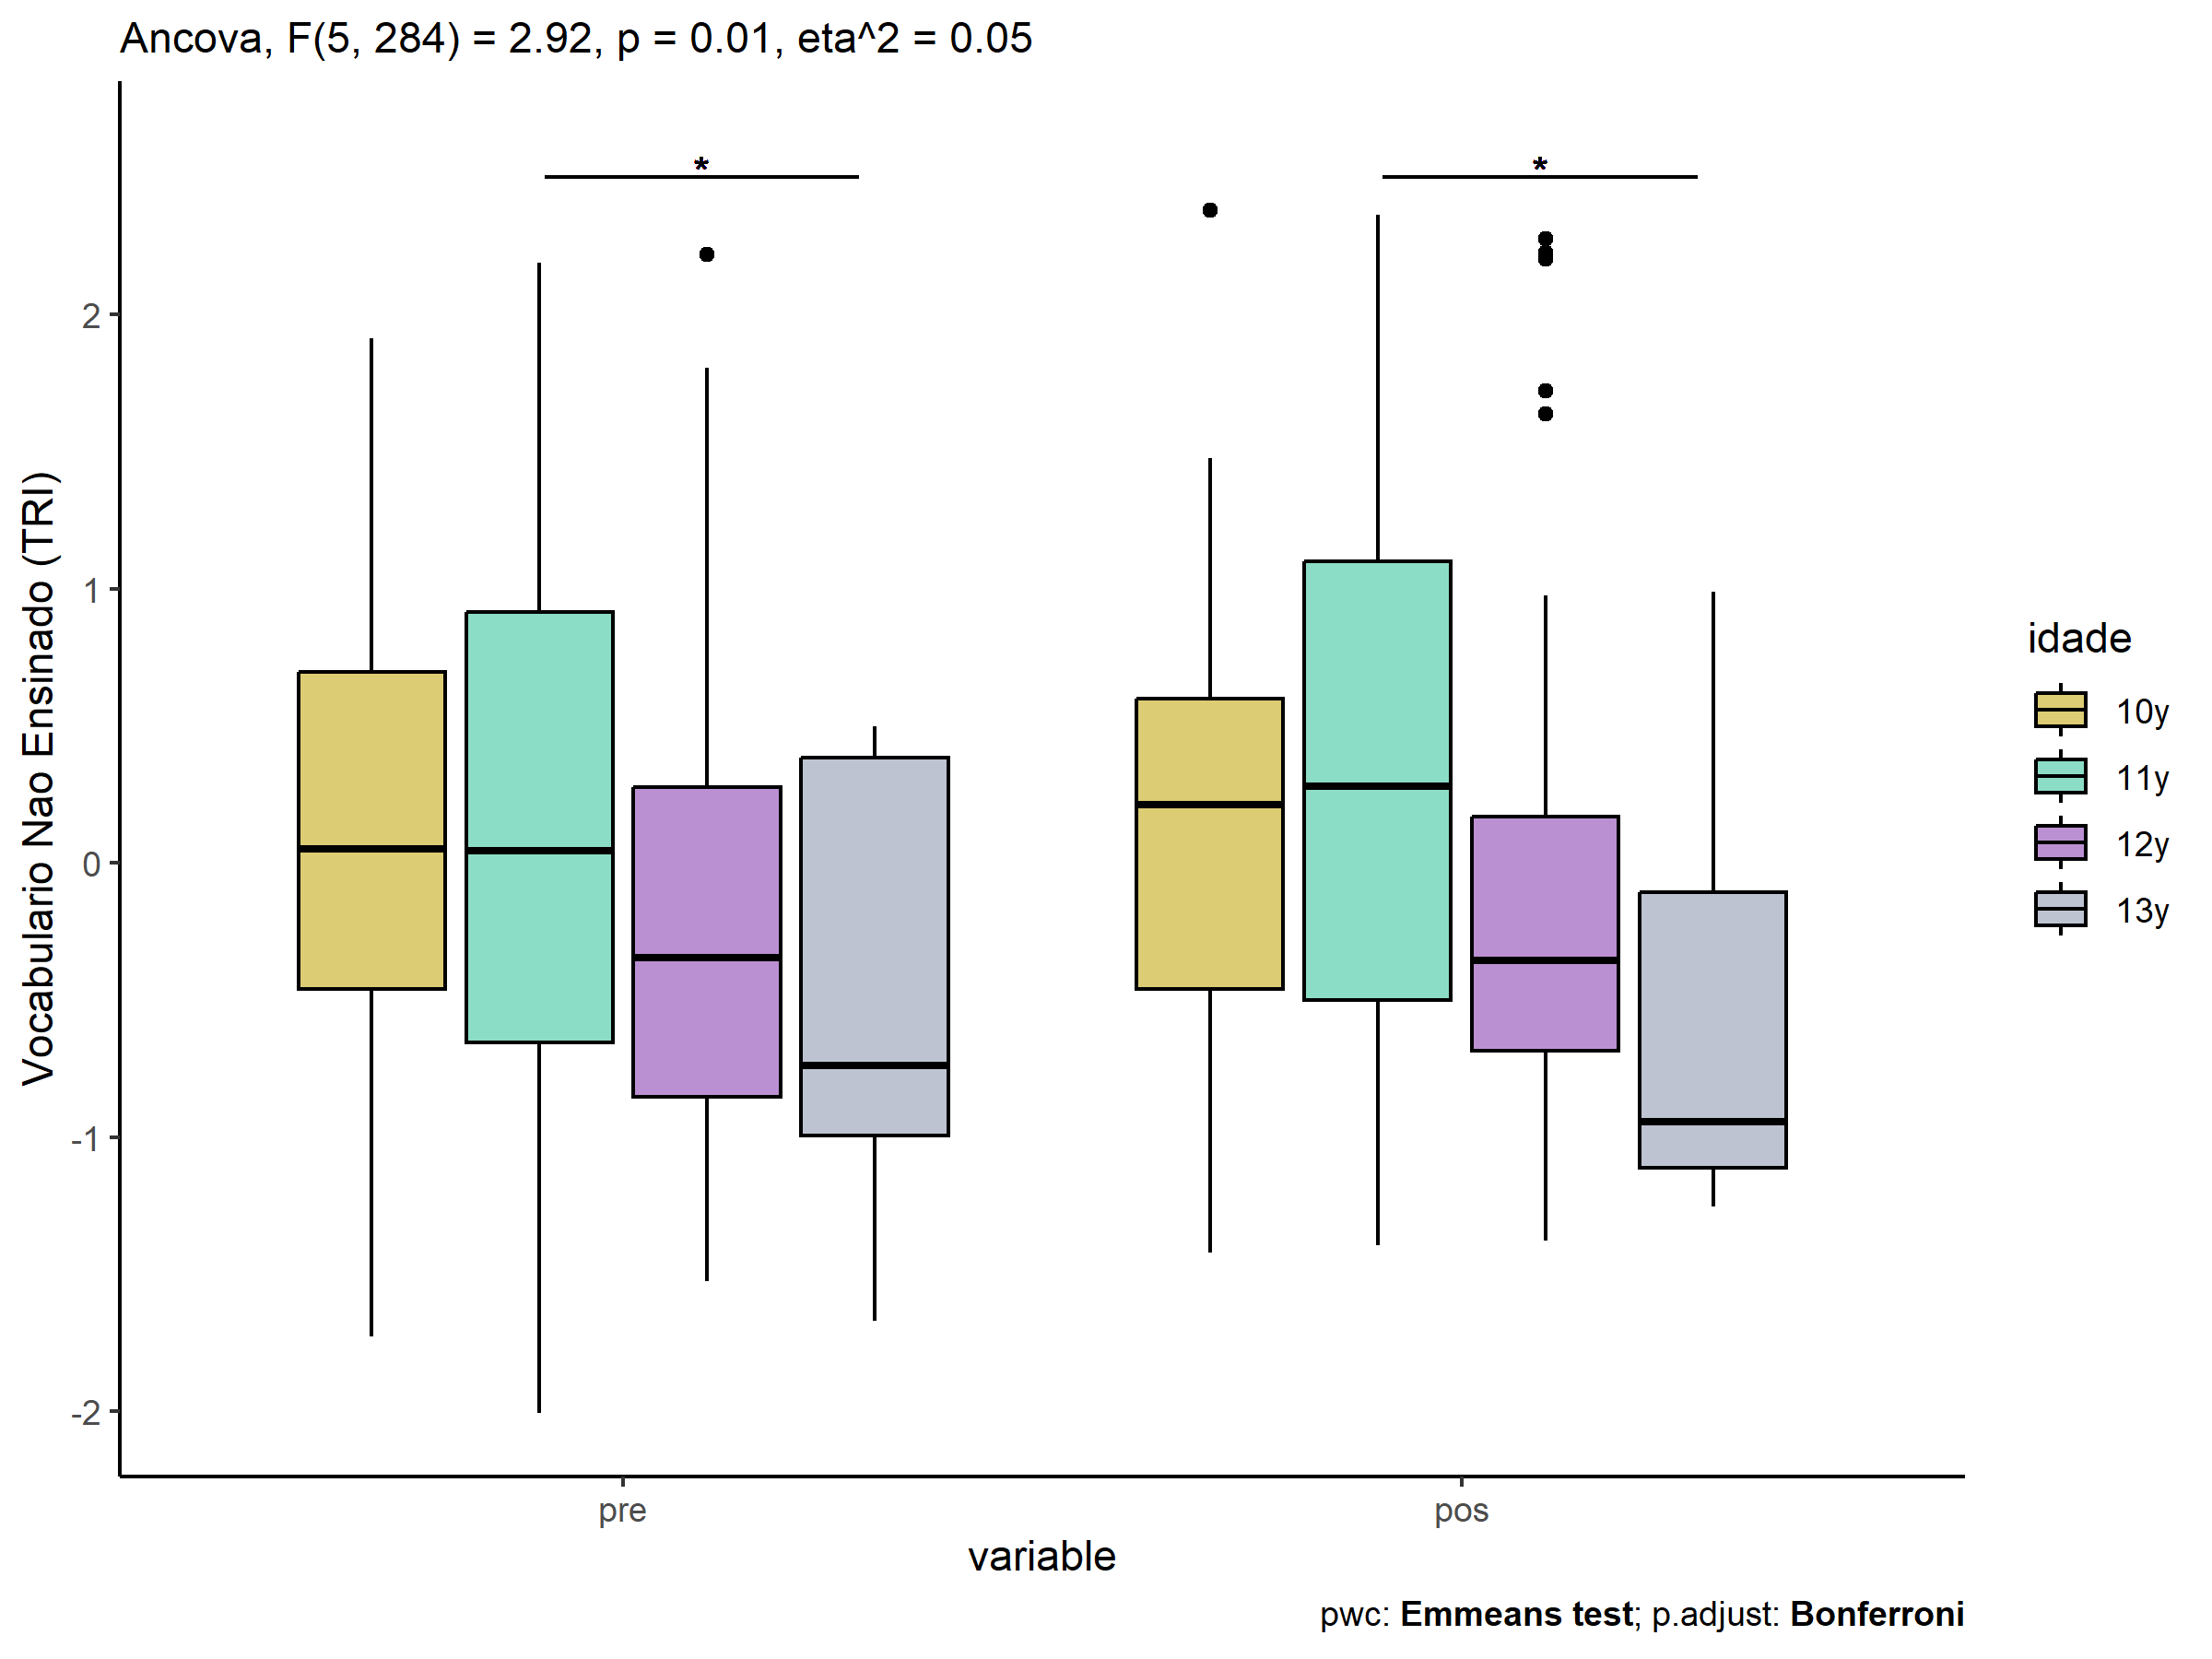 Ancova, F(5, 284) = 2.92, p = 0.01, eta^2 = 0.05
*
*
Vocabulario Nao Ensinado (TRI)
2
1
0
-1
-2
pre
pos
variable
idade
10y
11y
12y
13y
pwc: Emmeans test; p.adjust: Bonferroni